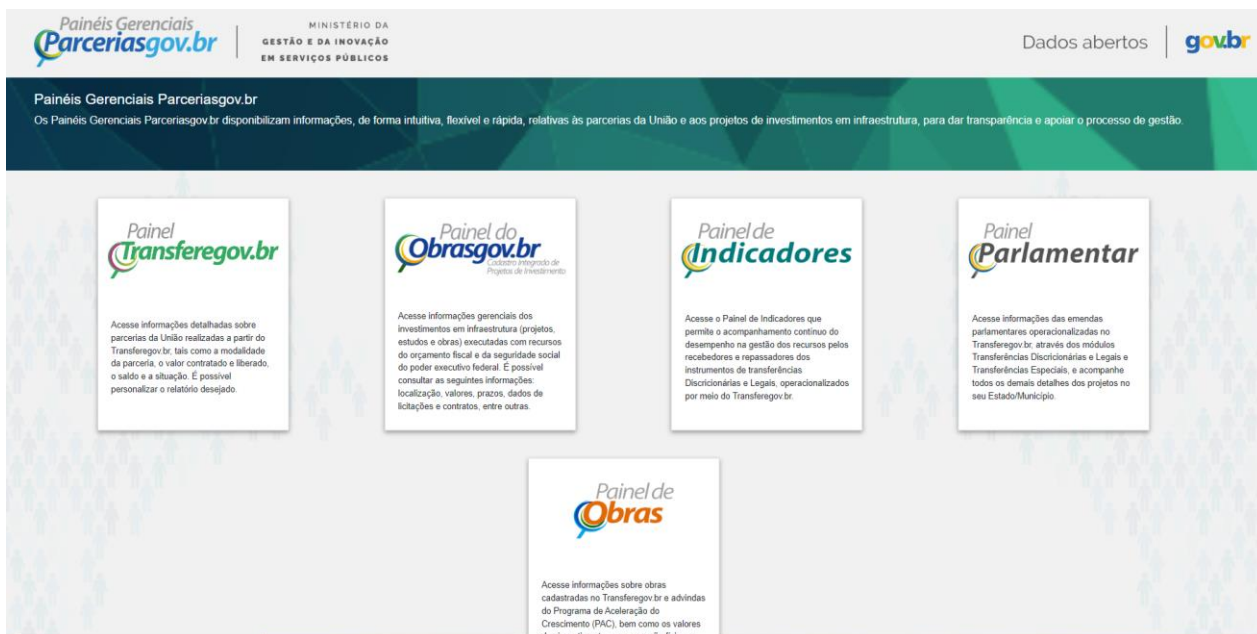 Painéis Gerenciais
Parceriasgov.br
MINISTÉRIO DA
GESTÃO E DA INOVAÇÃO
EM SERVIÇOS PÚBLICOS
Dados abertos
gov.br
Painéis Gerenciais Parceriasgov.br
Os Painéis Gerenciais Parceriasgov.br disponibilizam informações, de forma intuitiva, flexível e rápida, relativas às parcerias da União e aos projetos de investimentos em infraestrutura, para dar transparência e apoiar o processo de gestão.
Painel
Transferegov.br
Acesse informações detalhadas sobre
parcerias da União realizadas a partir do
Transferegov.br, tais como a modalidade
da parceria, o valor contratado e liberado,
o saldo e a situação. É possível
personalizar o relatório desejado.
Painel do
Obrasgov.br
Cadastro Integrado de
Projetos de Investimento
Acesse informações gerenciais dos
investimentos em infraestrutura (projetos,
estudos e obras) executadas com recursos
do orçamento fiscal e da seguridade social
do poder executivo federal. É possível
consultar as seguintes informações:
localização, valores, prazos, dados de
licitações e contratos, entre outras.
Painel de
Indicadores
Acesse o Painel de Indicadores que
permite o acompanhamento contínuo do
desempenho na gestão dos recursos pelos
recebedores e repassadores dos
instrumentos de transferências
Discricionárias e Legais, operacionalizados
por meio do Transferegov.br.
Painel
Parlamentar
Acesse informações das emendas
parlamentares operacionalizadas no
Transferegov.br, através dos módulos
Transferências Discricionárias e Legais e
Transferências Especiais, e acompanhe
todos os demais detalhes dos projetos no
seu Estado/Município.
Painel de
Obras
Acesse informações sobre obras
cadastradas no Transferegov.br e advindas
do Programa de Aceleração do
Crescimento (PAC), bem como os valores